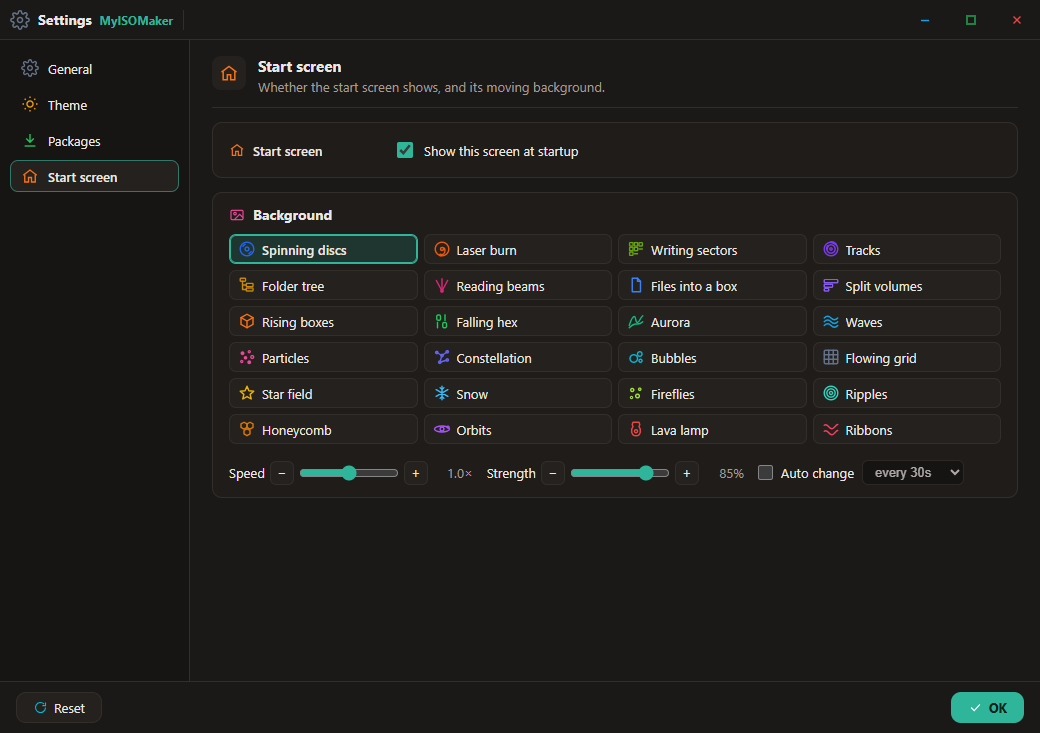 Settings MyISOMaker
General
Theme
Packages
Start screen
Start screen
Whether the start screen shows, and its moving background.
Start screen Show this screen at startup
Background
Spinning discs Laser burn Writing sectors Tracks
Folder tree Reading beams Files into a box Split volumes
Rising boxes Falling hex Aurora Waves
Particles Constellation Bubbles Flowing grid
Star field Snow Fireflies Ripples
Honeycomb Orbits Lava lamp Ribbons
Speed − + 1.0× Strength − + 85% Auto change every 30s
Reset OK